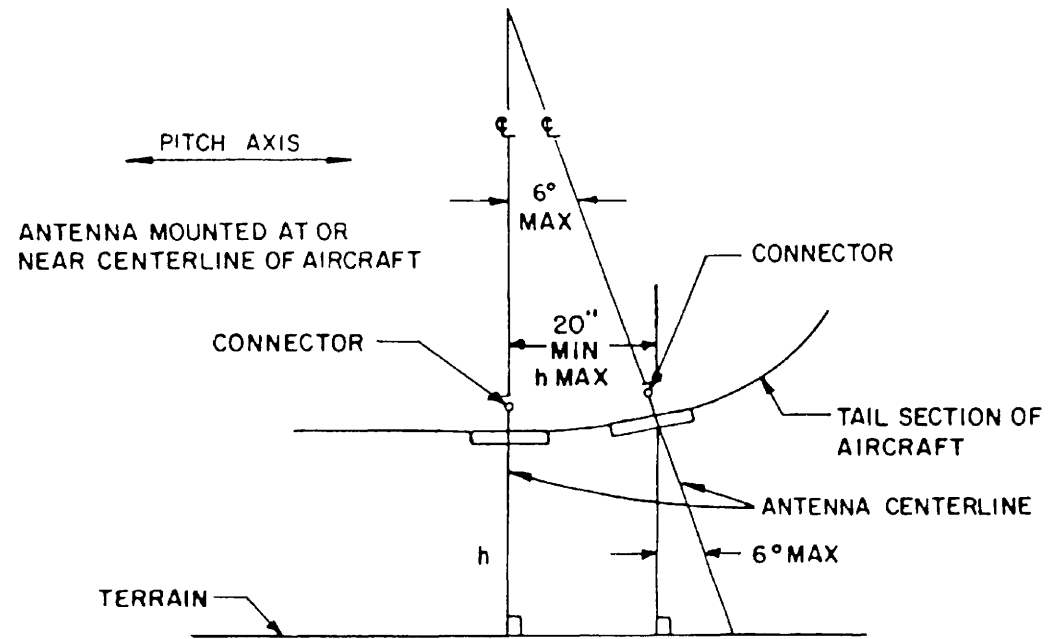 ℄ ℄
PITCH AXIS
6°
MAX
ANTENNA MOUNTED AT OR
NEAR CENTERLINE OF AIRCRAFT
CONNECTOR
20"
MIN
h MAX
CONNECTOR
TAIL SECTION OF
AIRCRAFT
ANTENNA CENTERLINE
h
6° MAX
TERRAIN